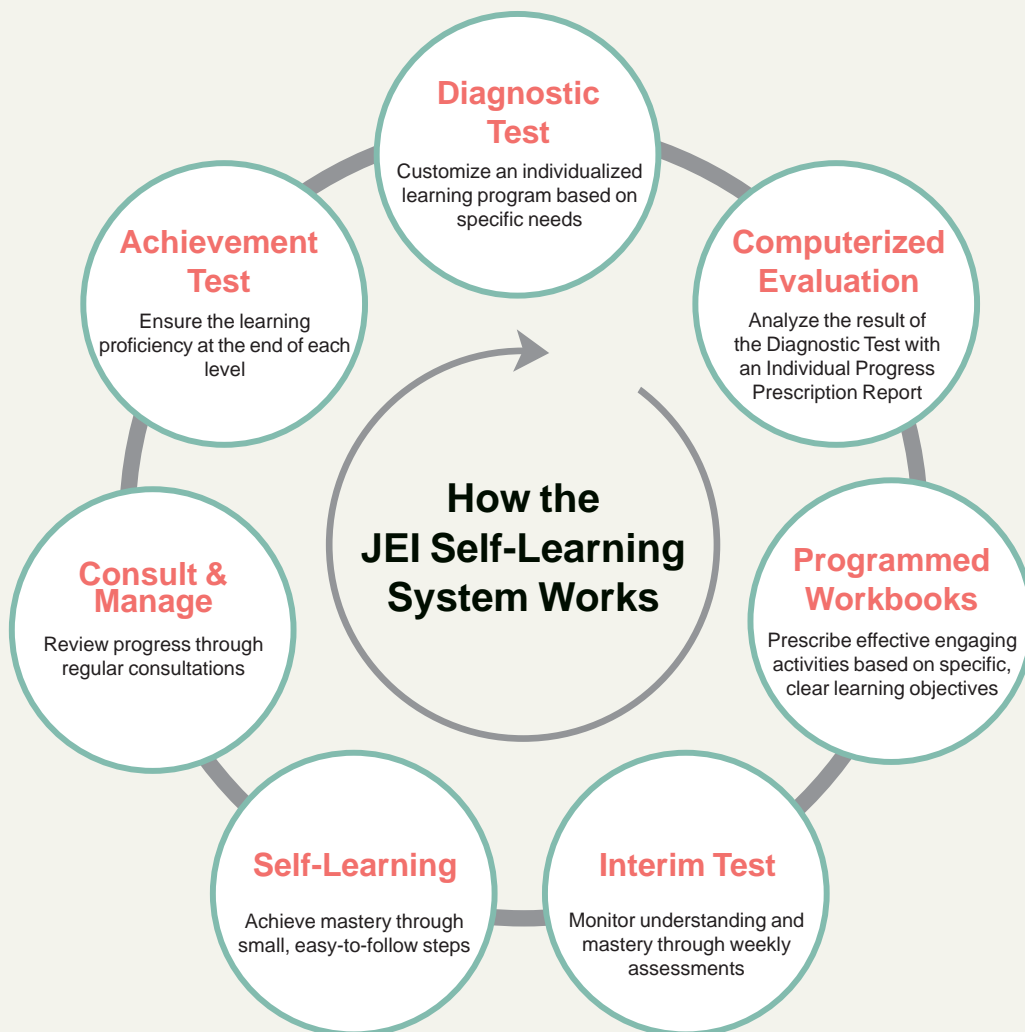 Diagnostic
Test
Customize an individualized
learning program based on
specific needs
Computerized
Evaluation
Analyze the result of
the Diagnostic Test with
an Individual Progress
Prescription Report
Programmed
Workbooks
Prescribe effective engaging
activities based on specific,
clear learning objectives
Interim Test
Monitor understanding and
mastery through weekly
assessments
Self-Learning
Achieve mastery through
small, easy-to-follow steps
Consult &
Manage
Review progress through
regular consultations
Achievement
Test
Ensure the learning
proficiency at the end of each
level
How the
JEI Self-Learning
System Works